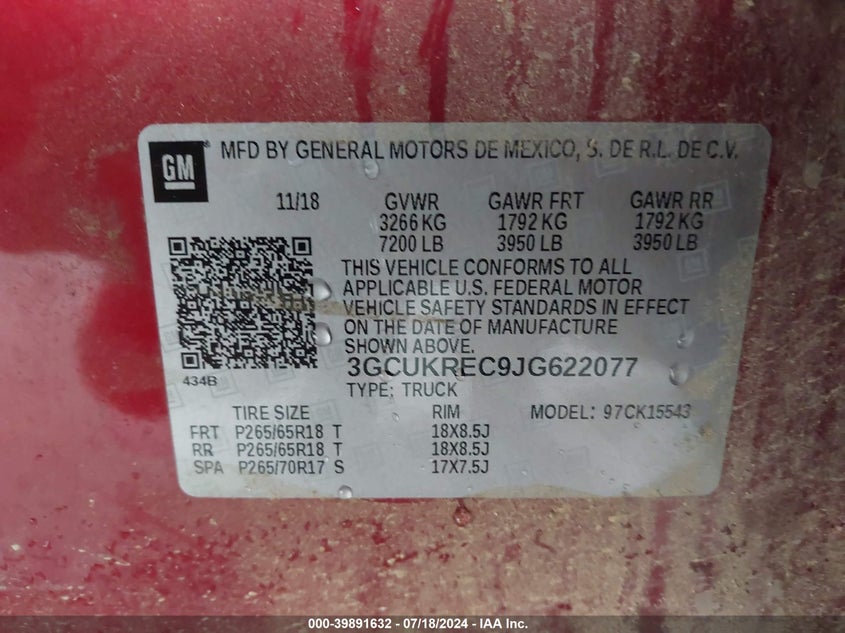 GM
MFD BY GENERAL MOTORS DE MEXICO, S. DE R.L. DE C.V.
11/18 GVWR GAWR FRT GAWR RR
3266 KG 1792 KG 1792 KG
7200 LB 3950 LB 3950 LB
THIS VEHICLE CONFORMS TO ALL
APPLICABLE U.S. FEDERAL MOTOR
VEHICLE SAFETY STANDARDS IN EFFECT
ON THE DATE OF MANUFACTURE
SHOWN ABOVE.
3GCUKREC9JG622077
434B
TYPE: TRUCK
TIRE SIZE RIM MODEL: 97CK15543
FRT P265/65R18 T 18X8.5J
RR P265/65R18 T 18X8.5J
SPA P265/70R17 S 17X7.5J
000-39891632 - 07/18/2024 - IAA Inc.